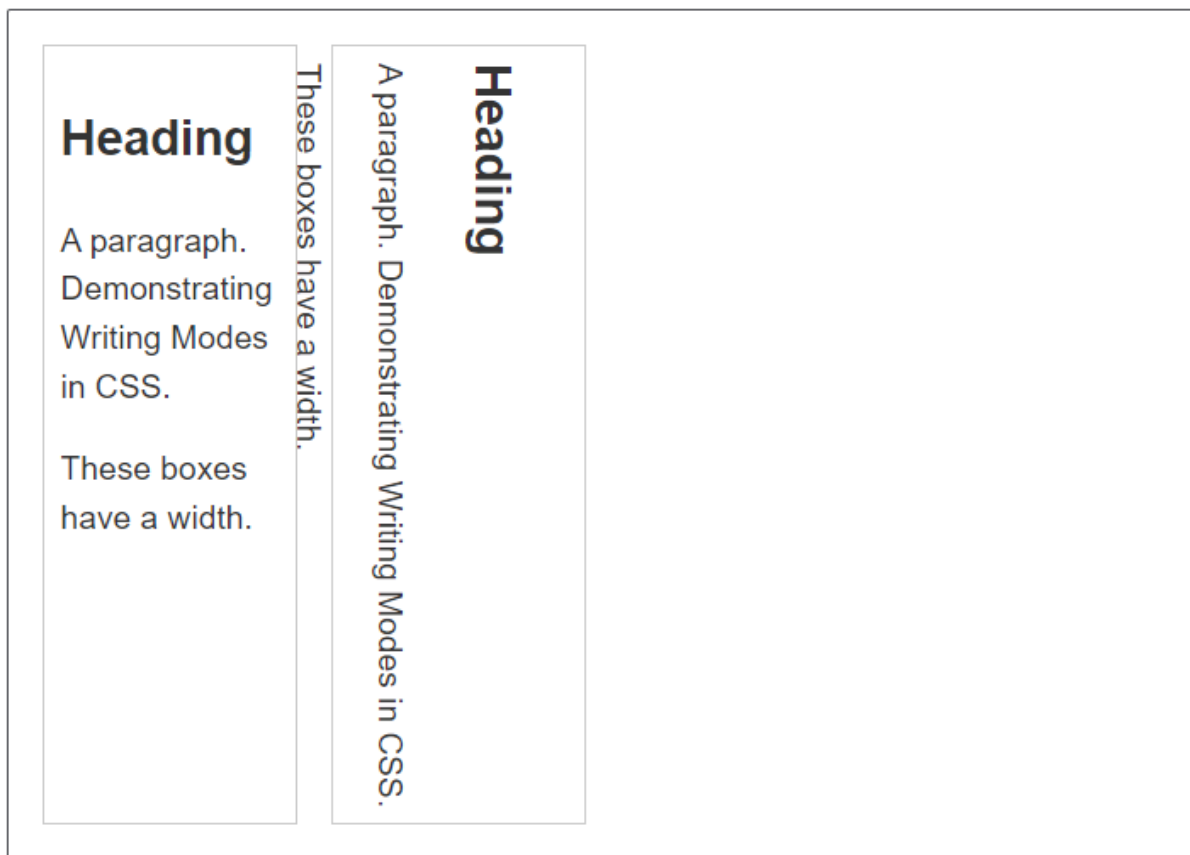 Heading
A paragraph.
Demonstrating
Writing Modes
in CSS.
These boxes
have a width.
Heading
A paragraph. Demonstrating Writing Modes in CSS.
These boxes have a width.